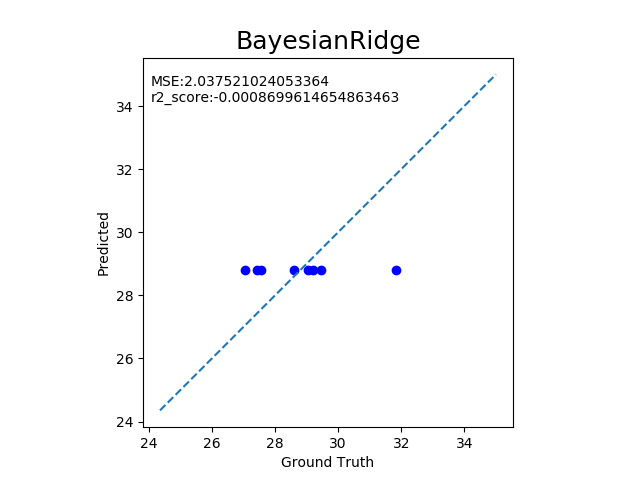 BayesianRidge
MSE:2.037521024053364
r2_score:-0.0008699614654863463
34
32
30
28
26
24
Predicted
24 26 28 30 32 34
Ground Truth